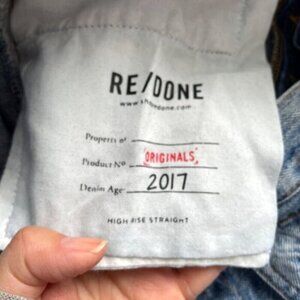 RE/DONE
www.shopredone.com
Property of
Product Nº 'ORIGINALS'
Denim Age 2017
HIGH RISE STRAIGHT